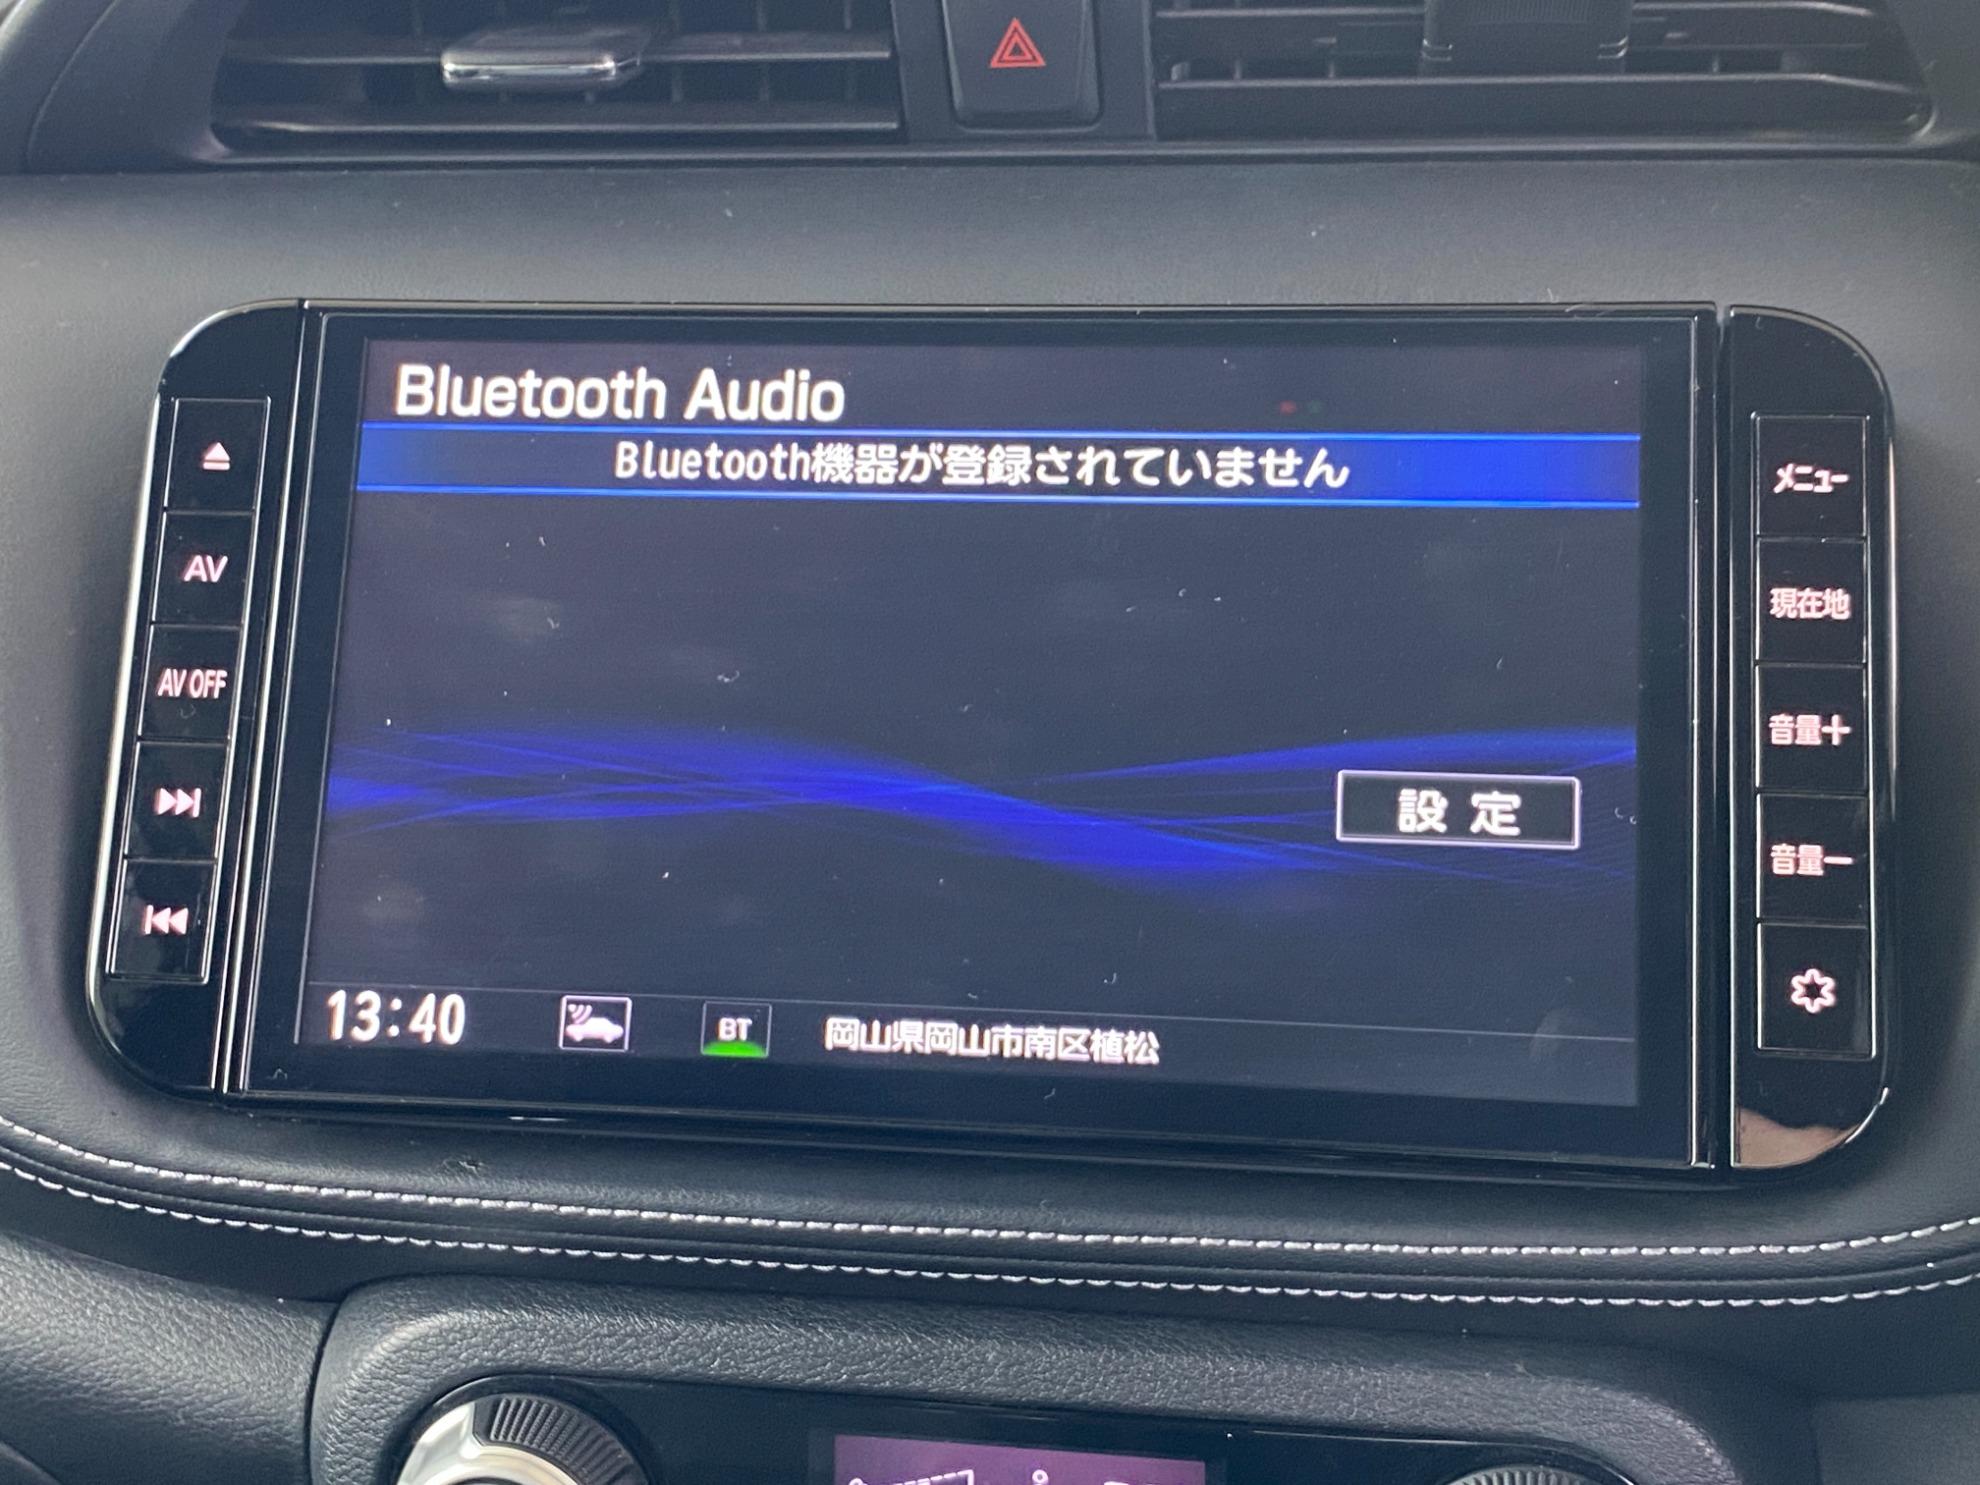 Bluetooth Audio
Bluetooth機器が登録されていません
設定
13:40
BT
岡山県岡山市南区植松
AV
AV OFF
メニュー
現在地
音量＋
音量－